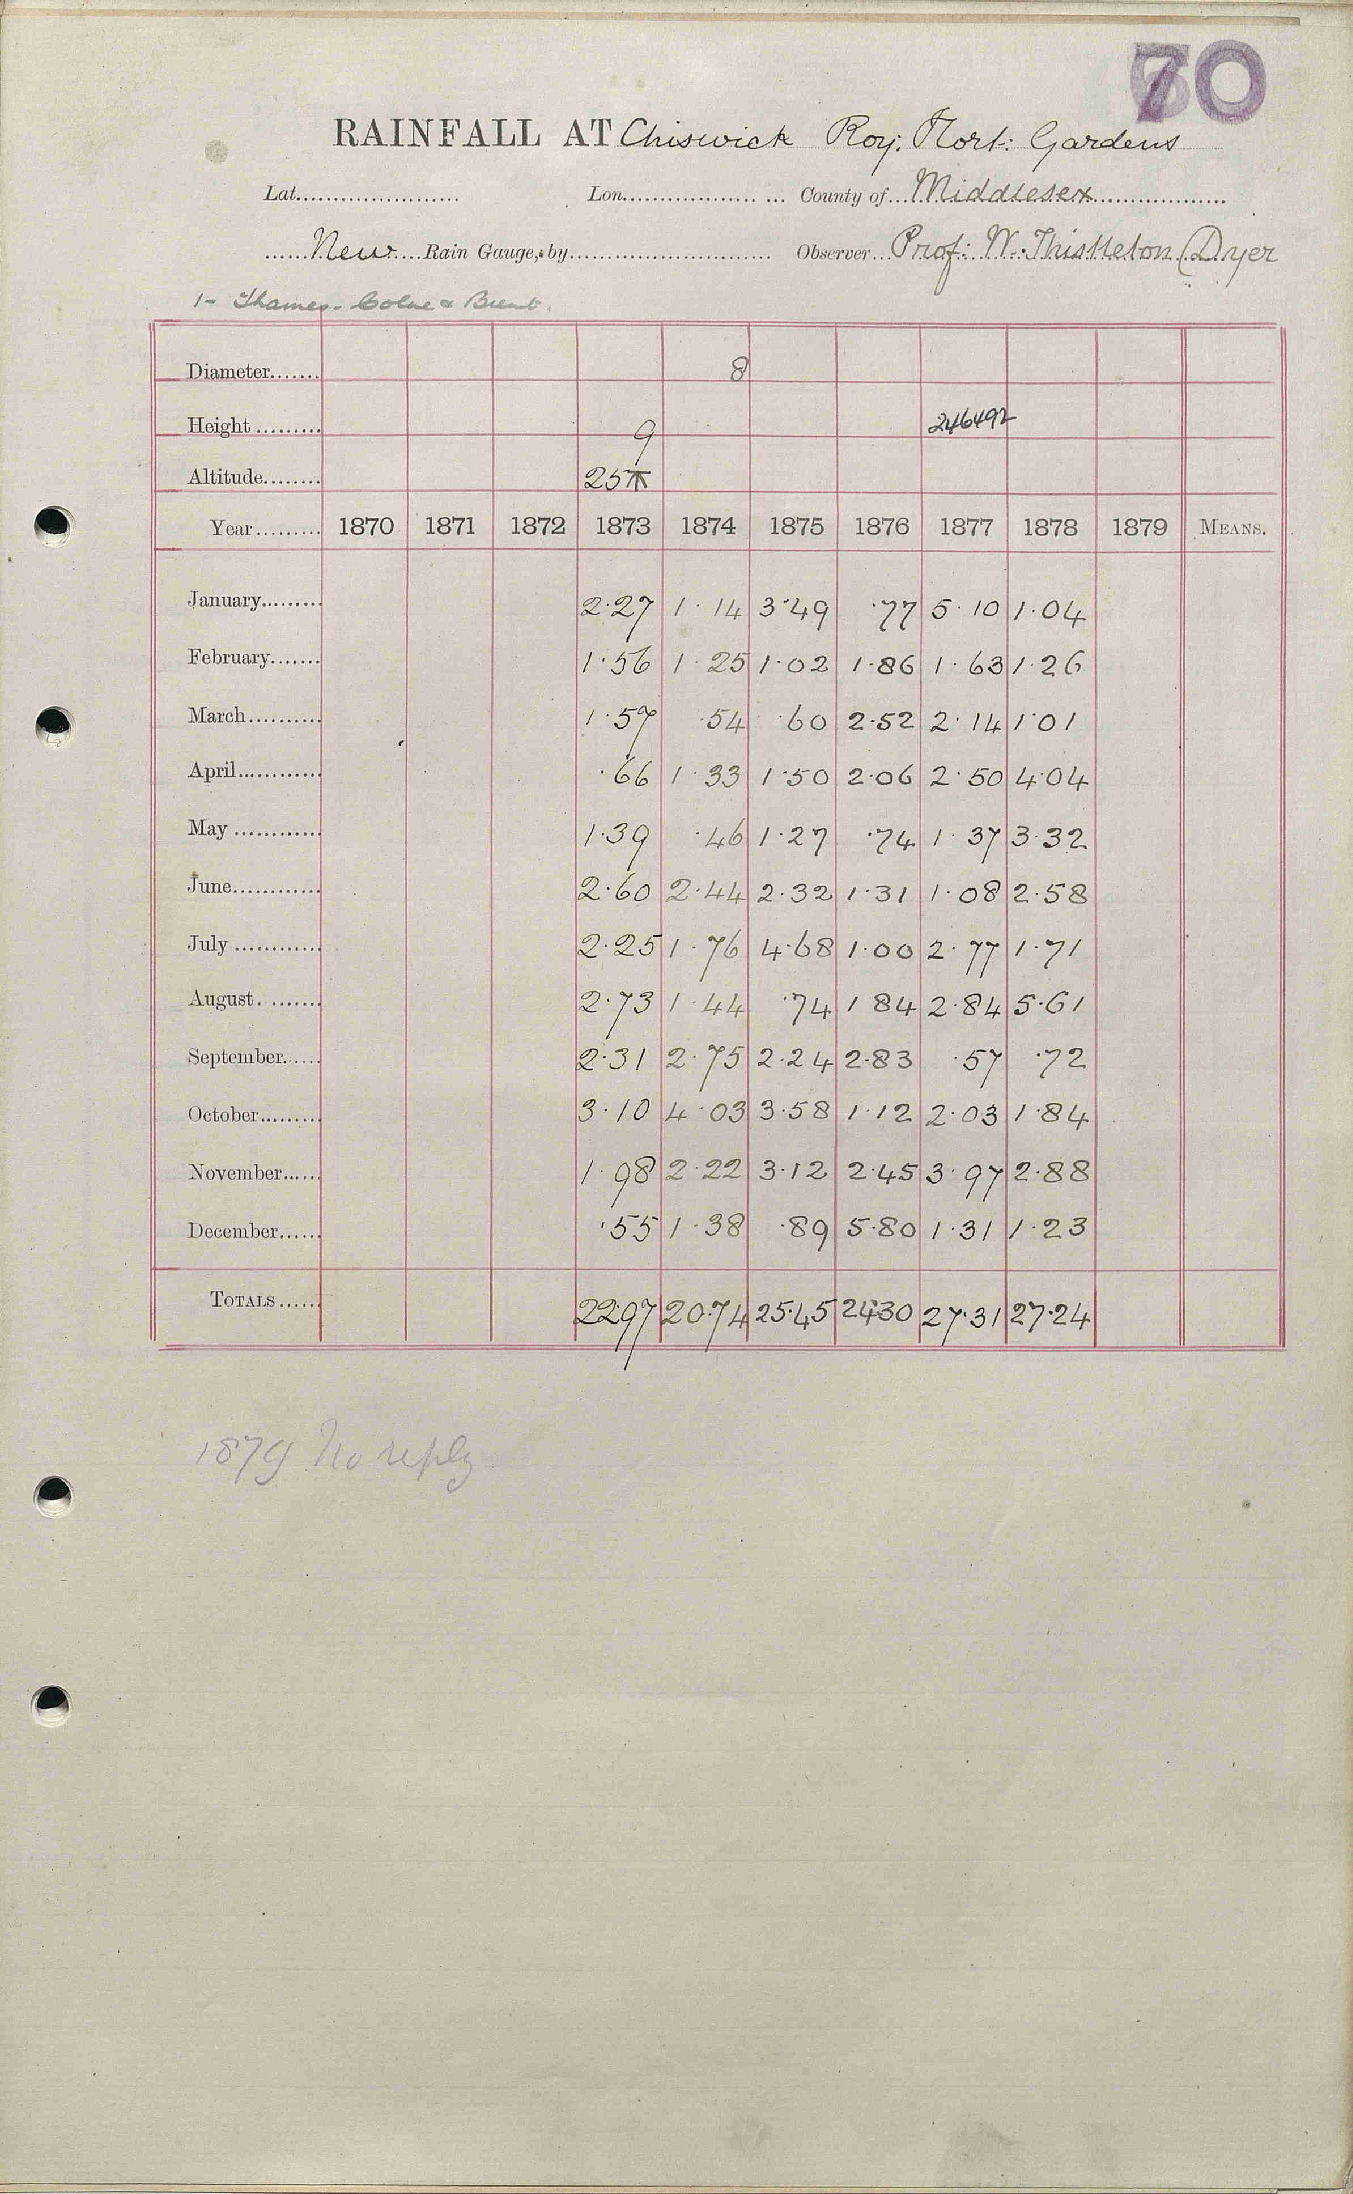 70
RAINFALL AT Chiswick Roy: Hort: Gardens
Lat. Lon. County of Middlesex
New Rain Gauge, by Observer Prof: W. Thistleton Dyer
1- Thames. Colne & Brent.
Diameter 8
Height 9 246492
Altitude 25
Year 1870 1871 1872 1873 1874 1875 1876 1877 1878 1879 MEANS.
January 2.27 1.14 3.49 .77 5.10 1.04
February 1.56 1.25 1.02 1.86 1.63 1.26
March 1.57 .54 .60 2.52 2.14 1.01
April .66 1.33 1.50 2.06 2.50 4.04
May 1.39 .46 1.27 .74 1.37 3.32
June 2.60 2.44 2.32 1.31 1.08 2.58
July 2.25 1.76 4.68 1.00 2.77 1.71
August 2.73 1.44 .74 1.84 2.84 5.61
September 2.31 2.75 2.24 2.83 .57 .72
October 3.10 4.03 3.58 1.12 2.03 1.84
November 1.98 2.22 3.12 2.45 3.97 2.88
December .55 1.38 .89 5.80 1.31 1.23
TOTALS 22.97 20.74 25.45 24.30 27.31 27.24
1879 No reply